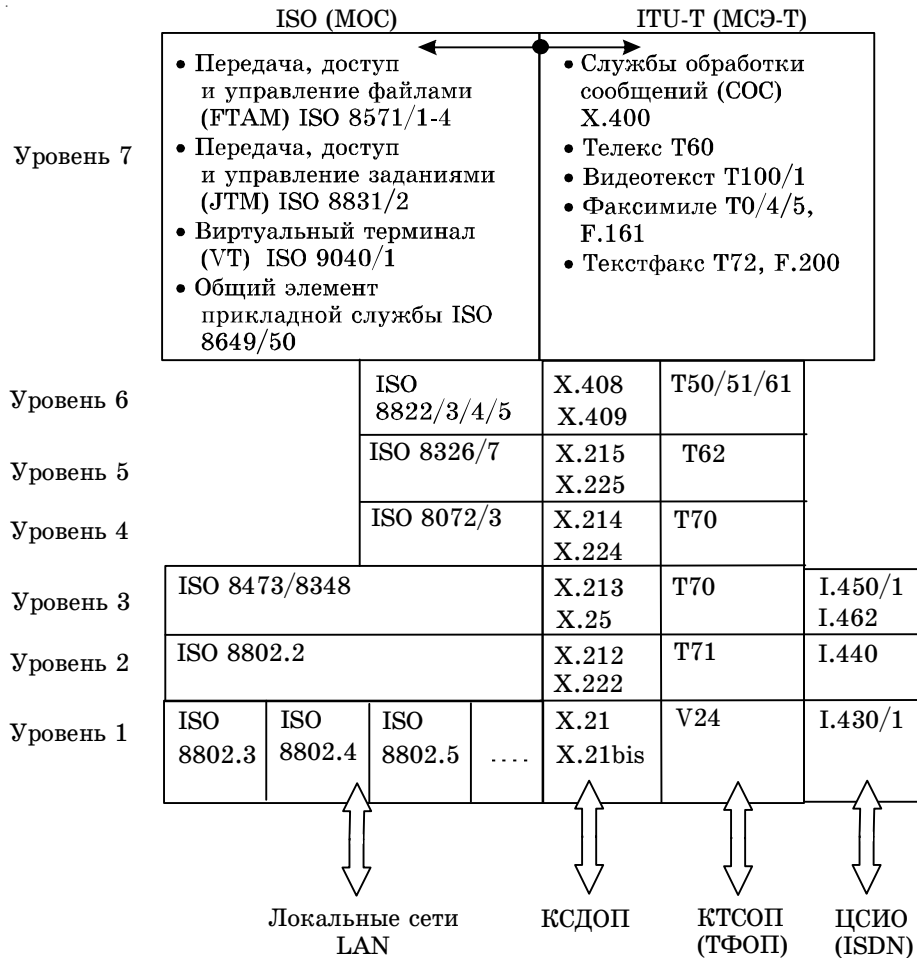 ISO (МОС)
ITU-T (МСЭ-Т)
Уровень 7
• Передача, доступ
и управление файлами
(FTAM) ISO 8571/1-4
• Передача, доступ
и управление заданиями
(JTM) ISO 8831/2
• Виртуальный терминал
(VT) ISO 9040/1
• Общий элемент
прикладной службы ISO
8649/50
• Службы обработки
сообщений (СОС)
X.400
• Телекс T60
• Видеотекст T100/1
• Факсимиле T0/4/5,
F.161
• Текстфакс T72, F.200
Уровень 6
ISO
8822/3/4/5
X.408
X.409
T50/51/61
Уровень 5
ISO 8326/7
X.215
X.225
T62
Уровень 4
ISO 8072/3
X.214
X.224
T70
Уровень 3
ISO 8473/8348
X.213
X.25
T70
I.450/1
I.462
Уровень 2
ISO 8802.2
X.212
X.222
T71
I.440
Уровень 1
ISO
8802.3
ISO
8802.4
ISO
8802.5
....
X.21
X.21bis
V24
I.430/1
Локальные сети
LAN
КСДОП
КТСОП
(ТФОП)
ЦСИО
(ISDN)